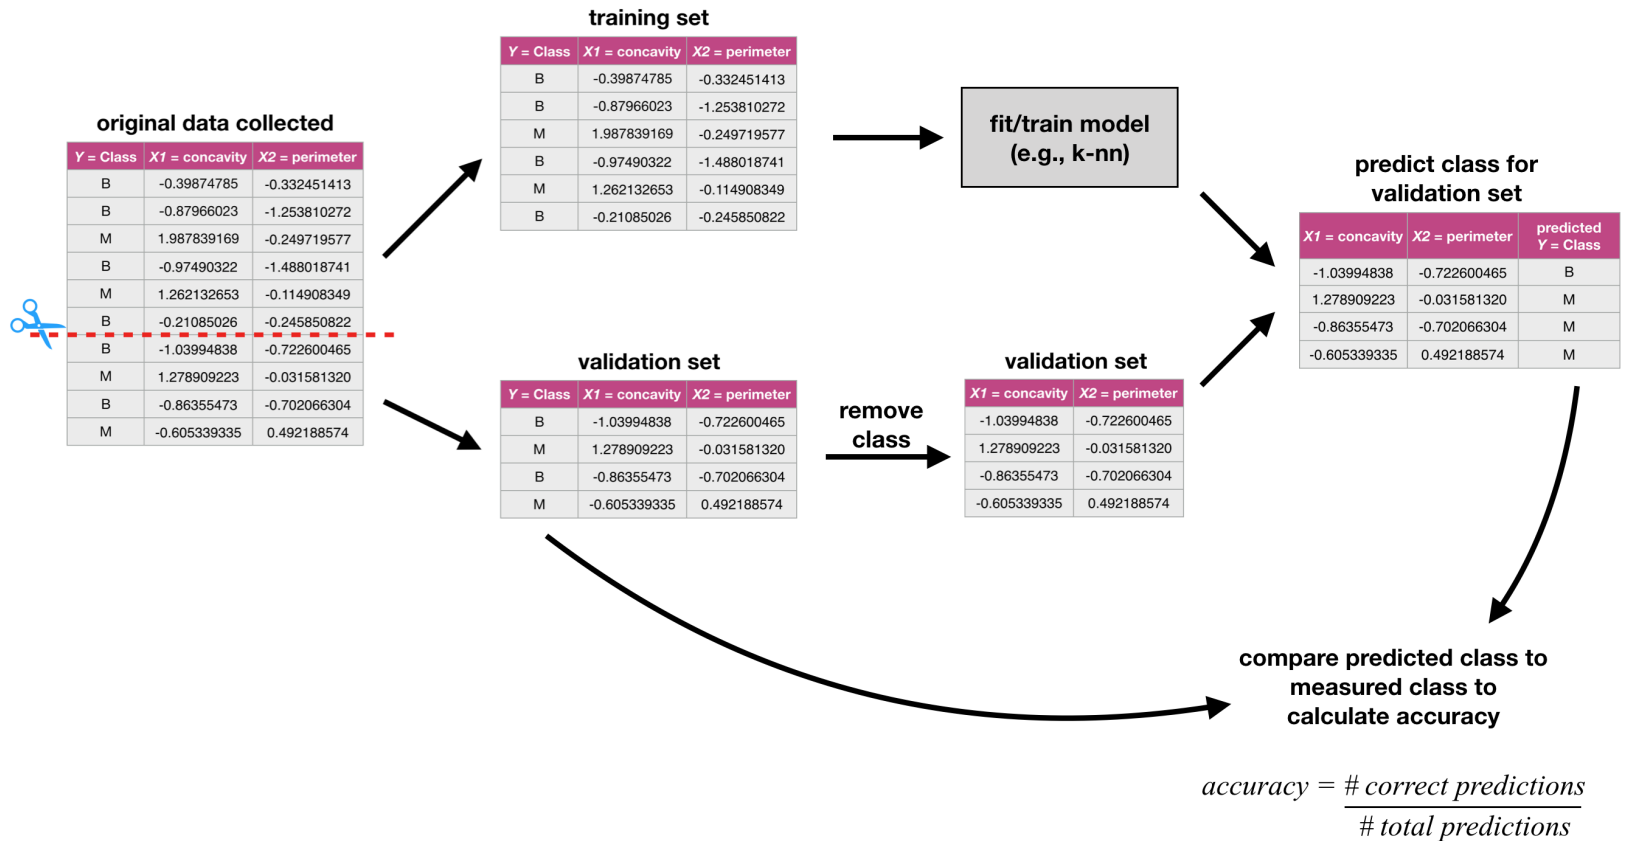 training set
Y = Class X1 = concavity X2 = perimeter
B -0.39874785 -0.332451413
B -0.87966023 -1.253810272
M 1.987839169 -0.249719577
B -0.97490322 -1.488018741
M 1.262132653 -0.114908349
B -0.21085026 -0.245850822
original data collected
Y = Class X1 = concavity X2 = perimeter
B -0.39874785 -0.332451413
B -0.87966023 -1.253810272
M 1.987839169 -0.249719577
B -0.97490322 -1.488018741
M 1.262132653 -0.114908349
B -0.21085026 -0.245850822
B -1.03994838 -0.722600465
M 1.278909223 -0.031581320
B -0.86355473 -0.702066304
M -0.605339335 0.492188574
fit/train model
(e.g., k-nn)
validation set
Y = Class X1 = concavity X2 = perimeter
B -1.03994838 -0.722600465
M 1.278909223 -0.031581320
B -0.86355473 -0.702066304
M -0.605339335 0.492188574
remove
class
validation set
X1 = concavity X2 = perimeter
-1.03994838 -0.722600465
1.278909223 -0.031581320
-0.86355473 -0.702066304
-0.605339335 0.492188574
predict class for
validation set
X1 = concavity X2 = perimeter predicted
Y = Class
-1.03994838 -0.722600465 B
1.278909223 -0.031581320 M
-0.86355473 -0.702066304 M
-0.605339335 0.492188574 M
compare predicted class to
measured class to
calculate accuracy
accuracy = # correct predictions
# total predictions